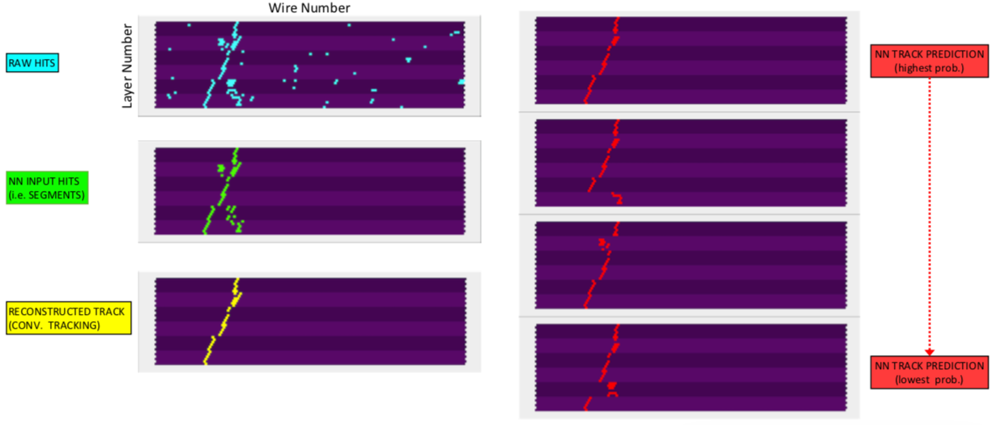 Wire Number
Layer Number
RAW HITS
NN INPUT HITS
(i.e. SEGMENTS)
RECONSTRUCTED TRACK
(CONV. TRACKING)
NN TRACK PREDICTION
(highest prob.)
NN TRACK PREDICTION
(lowest prob.)